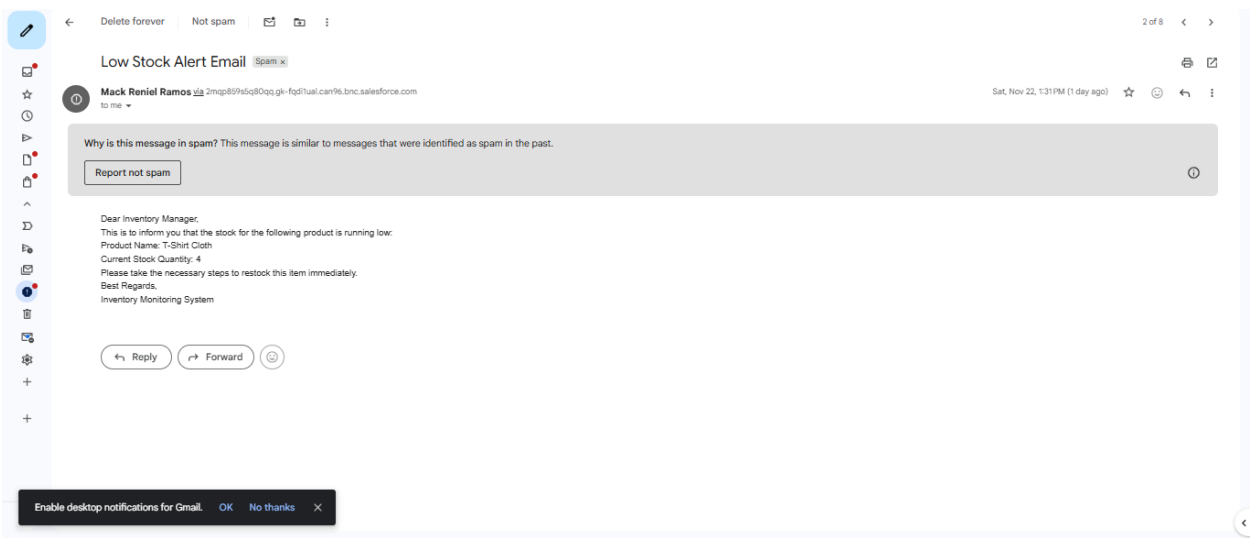 Delete forever Not spam 2 of 8
Low Stock Alert Email Spam x
Mack Reniel Ramos via 2mqp859s5q80qq.gk-fqdl1ual.can96.bnc.salesforce.com Sat, Nov 22, 1:31 PM (1 day ago)
to me
Why is this message in spam? This message is similar to messages that were identified as spam in the past.
Report not spam
Dear Inventory Manager,
This is to inform you that the stock for the following product is running low:
Product Name: T-Shirt Cloth
Current Stock Quantity: 4
Please take the necessary steps to restock this item immediately.
Best Regards,
Inventory Monitoring System
Reply Forward
Enable desktop notifications for Gmail. OK No thanks